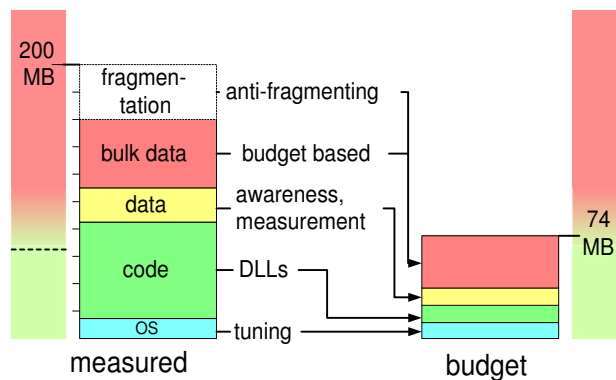 200
MB
fragmen-
tation
anti-fragmenting
bulk data
budget based
data
awareness,
measurement
74
MB
code
DLLs
OS
tuning
measured
budget